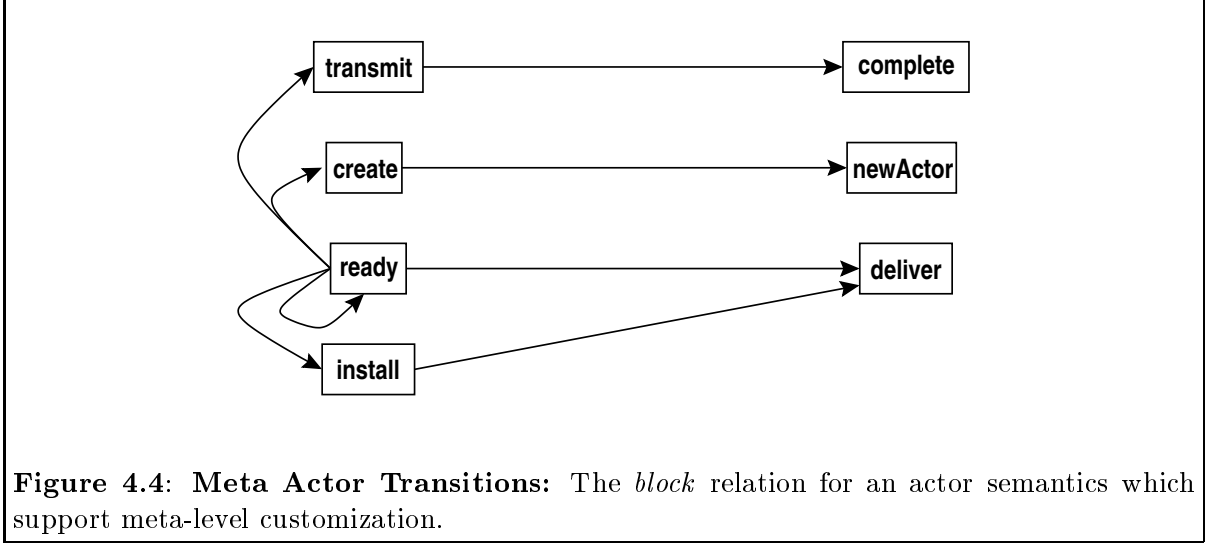 transmit complete
create newActor
ready deliver
install
Figure 4.4: Meta Actor Transitions: The block relation for an actor semantics which
support meta-level customization.